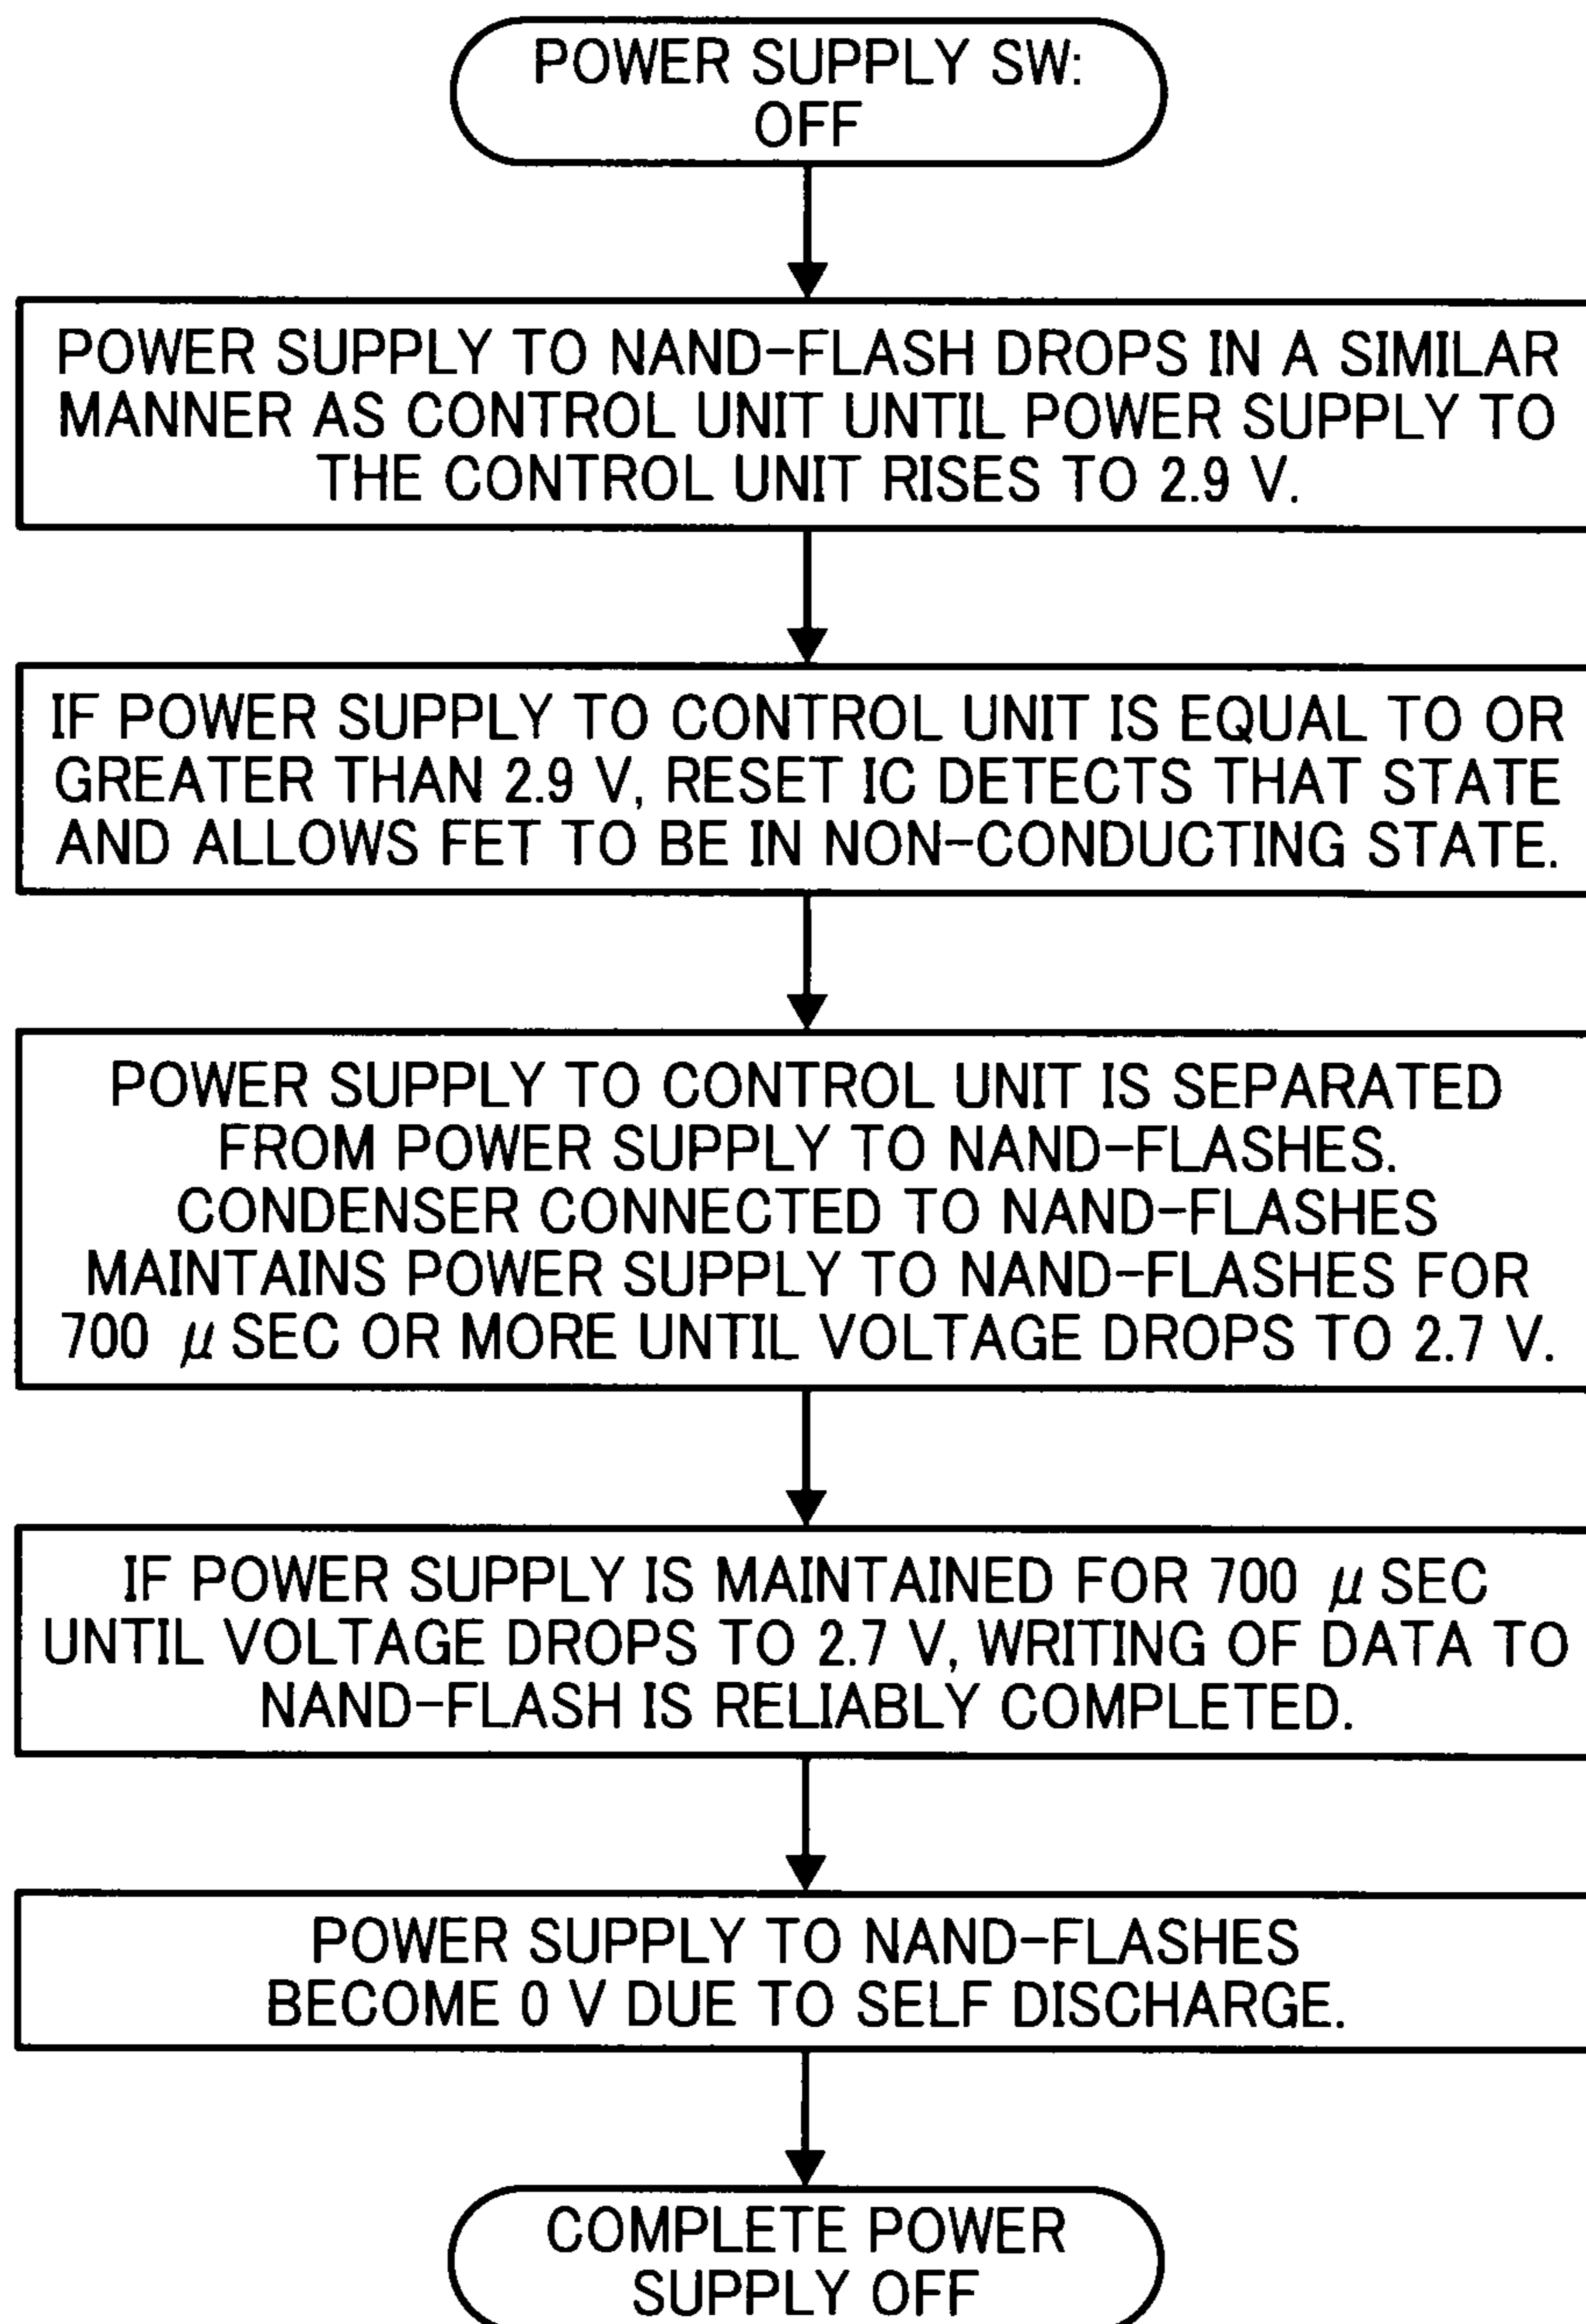 POWER SUPPLY SW:
OFF
POWER SUPPLY TO NAND-FLASH DROPS IN A SIMILAR
MANNER AS CONTROL UNIT UNTIL POWER SUPPLY TO
THE CONTROL UNIT RISES TO 2.9 V.
IF POWER SUPPLY TO CONTROL UNIT IS EQUAL TO OR
GREATER THAN 2.9 V, RESET IC DETECTS THAT STATE
AND ALLOWS FET TO BE IN NON-CONDUCTING STATE.
POWER SUPPLY TO CONTROL UNIT IS SEPARATED
FROM POWER SUPPLY TO NAND-FLASHES.
CONDENSER CONNECTED TO NAND-FLASHES
MAINTAINS POWER SUPPLY TO NAND-FLASHES FOR
700 μ SEC OR MORE UNTIL VOLTAGE DROPS TO 2.7 V.
IF POWER SUPPLY IS MAINTAINED FOR 700 μ SEC
UNTIL VOLTAGE DROPS TO 2.7 V, WRITING OF DATA TO
NAND-FLASH IS RELIABLY COMPLETED.
POWER SUPPLY TO NAND-FLASHES
BECOME 0 V DUE TO SELF DISCHARGE.
COMPLETE POWER
SUPPLY OFF